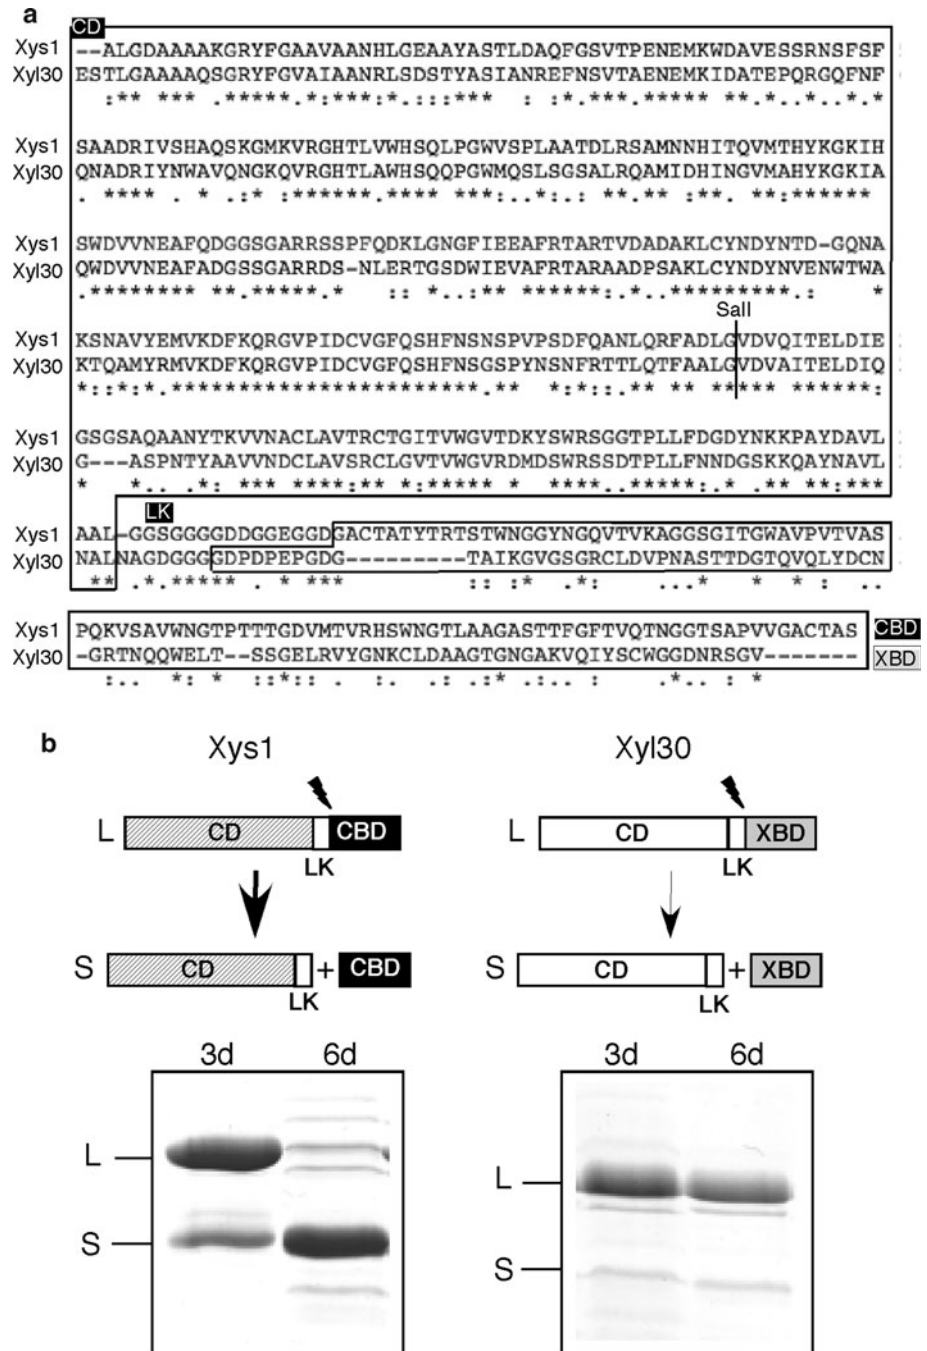 a
CD
Xys1 --ALGDAAAAKGRYFGAAVAANHLGEAAYASTLDAQFGSVTPENEMKWDAVESSRNSFSF
Xyl30 ESTLGAAAAQSGRYFGVAIAANRLSDSTYASIANREFNSVTAENEMKIDATEPQRGQFNF
Xys1 SAADRIVSHAQSKGMKVRGHTLVWHSQLPGWVSPLAATDLRSAMNNHITQVMTHYKGKIH
Xyl30 QNADRIYNWAVQNGKQVRGHTLAWHSQQPGWMQSLSGSALRQAMIDHINGVMAHYKGKIA
Xys1 SWDVVNEAFQDGGSGARRSSPFQDKLGNGFIEEAFRTARTVDADAKLCYNDYNTD-GQNA
Xyl30 QWDVVNEAFADGSSGARRDS-NLERTGSDWIEVAFRTARAADPSAKLCYNDYNVENWTWA
SalI
Xys1 KSNAVYEMVKDFKQRGVPIDCVGFQSHFNSNSPVPSDFQANLQRFADLGVDVQITELDIE
Xyl30 KTQAMYRMVKDFKQRGVPIDCVGFQSHFNSGSPYNSNFRTTLQTFAALGVDVAITELDIQ
Xys1 GSGSAQAANYTKVVNACLAVTRCTGITVWGVTDKYSWRSGGTPLLFDGDYNKKPAYDAVL
Xyl30 G---ASPNTYAAVVNDCLAVSRCLGVTVWGVRDMDSWRSSDTPLLFNNDGSKKQAYNAVL
LK
Xys1 AAL-GGSGGGGDDGGEGGDGACTATYTRTSTWNGGYNGQVTVKAGGSGITGWAVPVTVAS
Xyl30 NALNAGDGGGGDPDPEPGDG---------TAIKGVGSGRCLDVPNASTTDGTQVQLYDCN
Xys1 PQKVSAVWNGTPTTTGDVMTVRHSWNGTLAAGASTTFGFTVQTNGGTSAPVVGACTAS CBD
Xyl30 -GRTNQQWELT--SSGELRVYGNKCLDAAGTGNGAKVQIYSCWGGDNRSGV------- XBD
b
Xys1 Xyl30
L CD CBD L CD XBD
LK LK
S CD + CBD S CD + XBD
LK LK
3d 6d 3d 6d
L L
S S